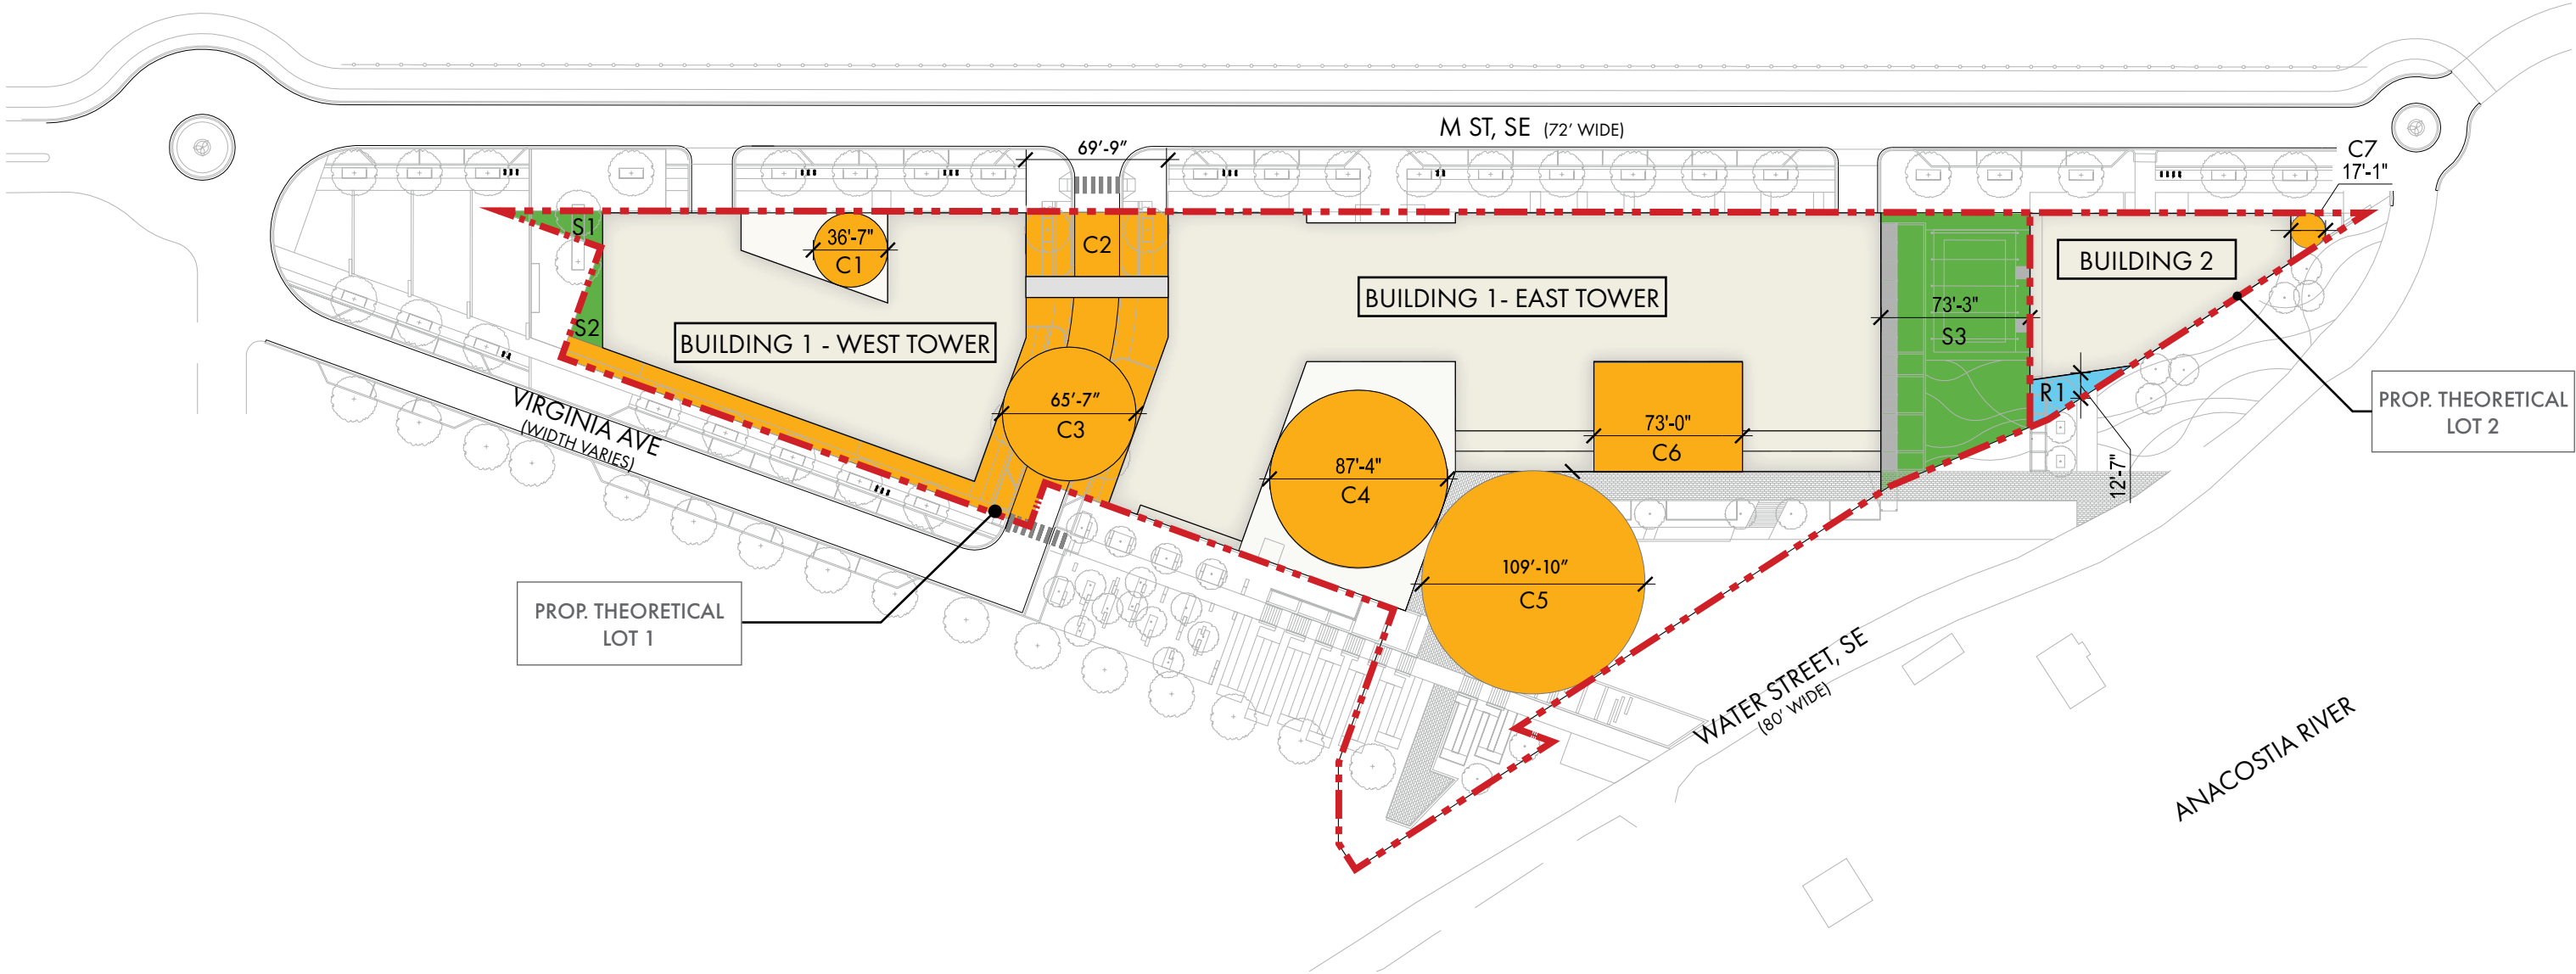 M ST, SE (72' WIDE)
69'-9"
C7
17'-1"
S1
36'-7"
C1
C2
BUILDING 2
BUILDING 1- EAST TOWER
73'-3"
S3
S2
BUILDING 1 - WEST TOWER
R1
12'-7"
PROP. THEORETICAL
LOT 2
65'-7"
C3
VIRGINIA AVE
(WIDTH VARIES)
73'-0"
C6
87'-4"
C4
109'-10"
C5
PROP. THEORETICAL
LOT 1
WATER STREET, SE
(80' WIDE)
ANACOSTIA RIVER